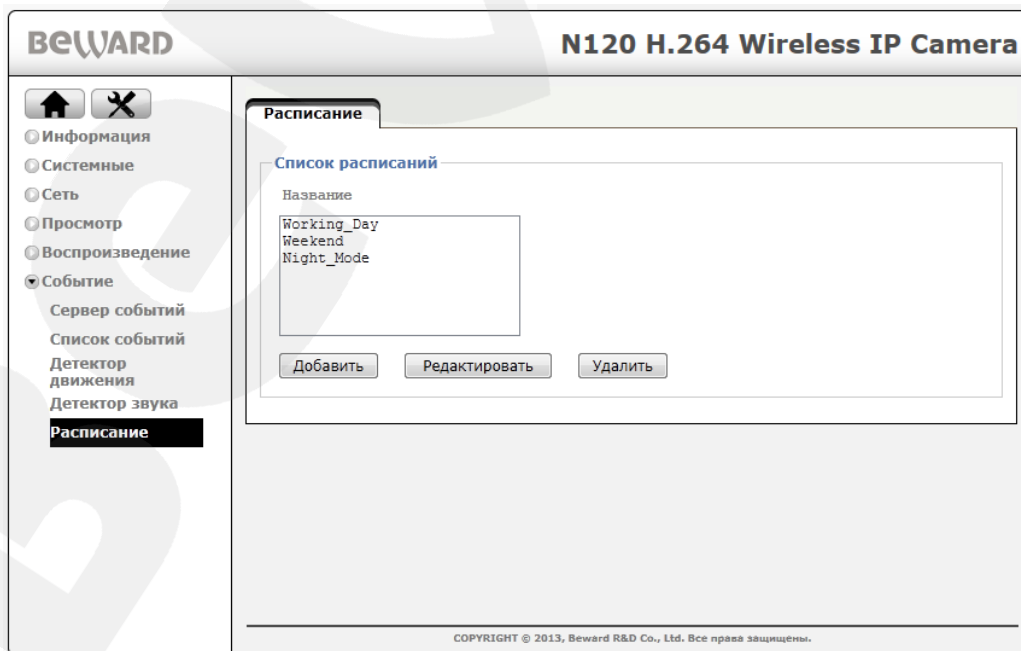 BEWARD
N120 H.264 Wireless IP Camera
Информация
Системные
Сеть
Просмотр
Воспроизведение
Событие
Сервер событий
Список событий
Детектор
движения
Детектор звука
Расписание
Расписание
Список расписаний
Название
Working_Day
Weekend
Night_Mode
Добавить
Редактировать
Удалить
COPYRIGHT © 2013, Beward R&D Co., Ltd. Все права защищены.